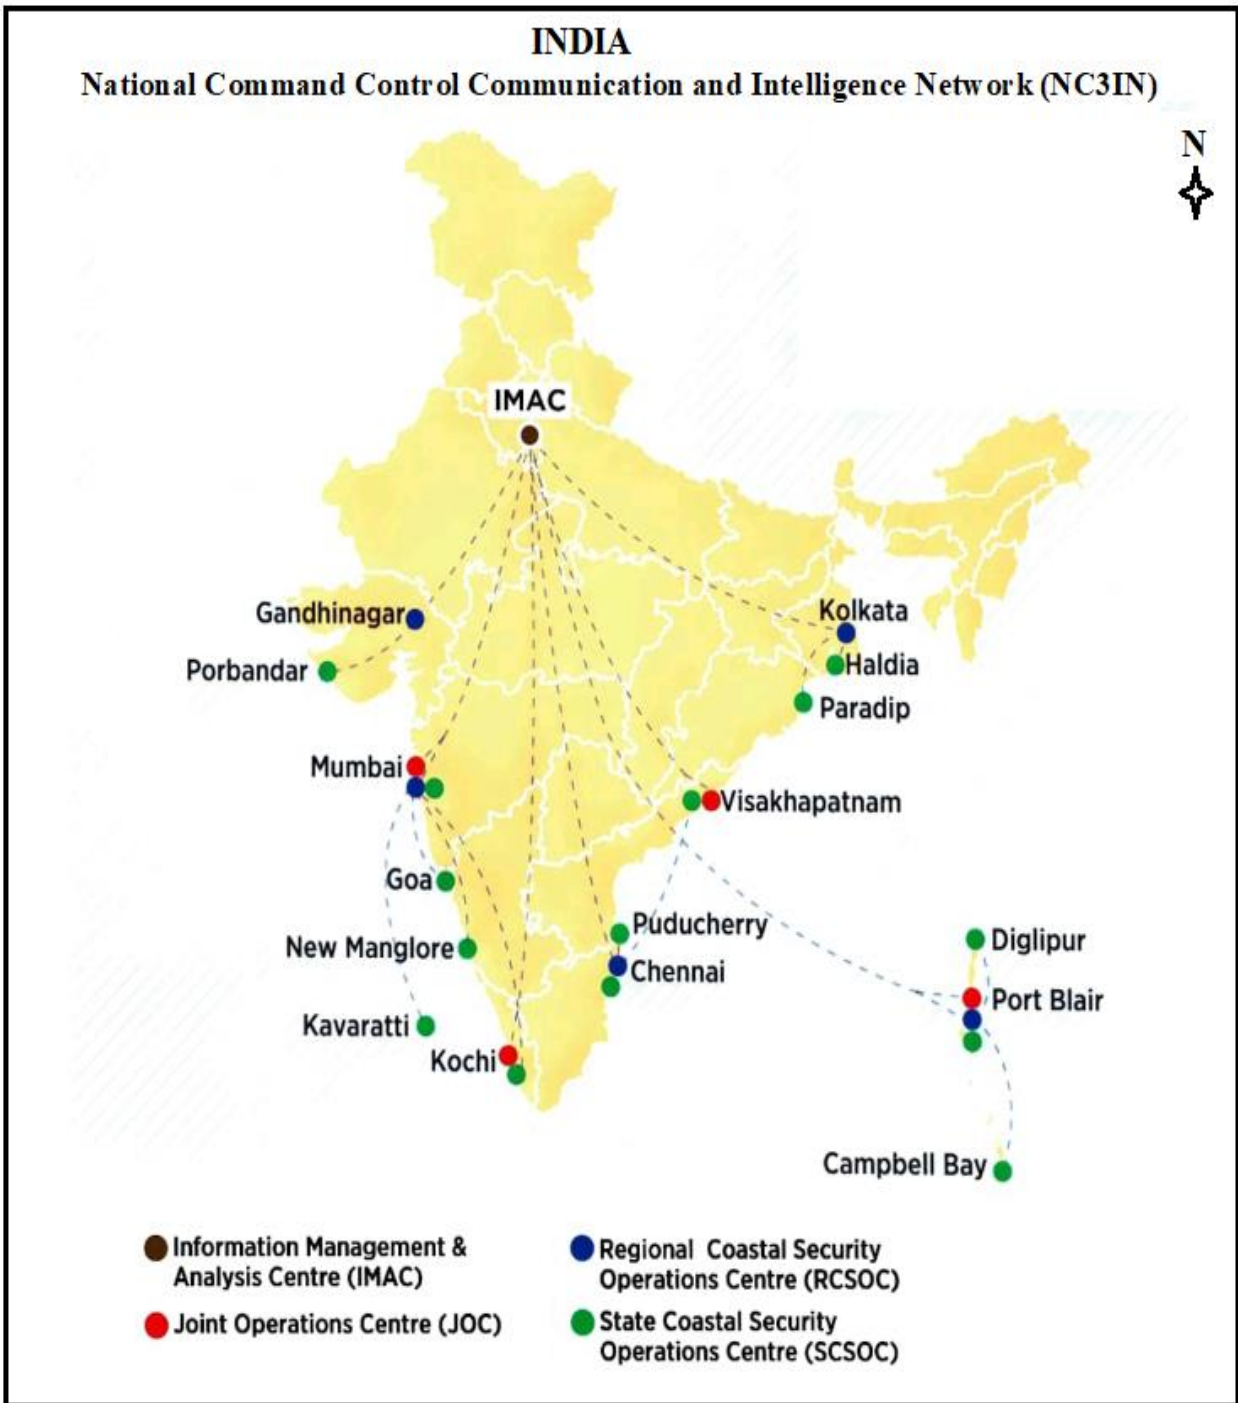 INDIA
National Command Control Communication and Intelligence Network (NC3IN)
N
IMAC
Gandhinagar
Kolkata
Porbandar
Haldia
Paradip
Mumbai
Visakhapatnam
Goa
Puducherry
New Manglore
Diglipur
Chennai
Port Blair
Kavaratti
Kochi
Campbell Bay
Information Management &
Analysis Centre (IMAC)
Joint Operations Centre (JOC)
Regional Coastal Security
Operations Centre (RCSOC)
State Coastal Security
Operations Centre (SCSOC)